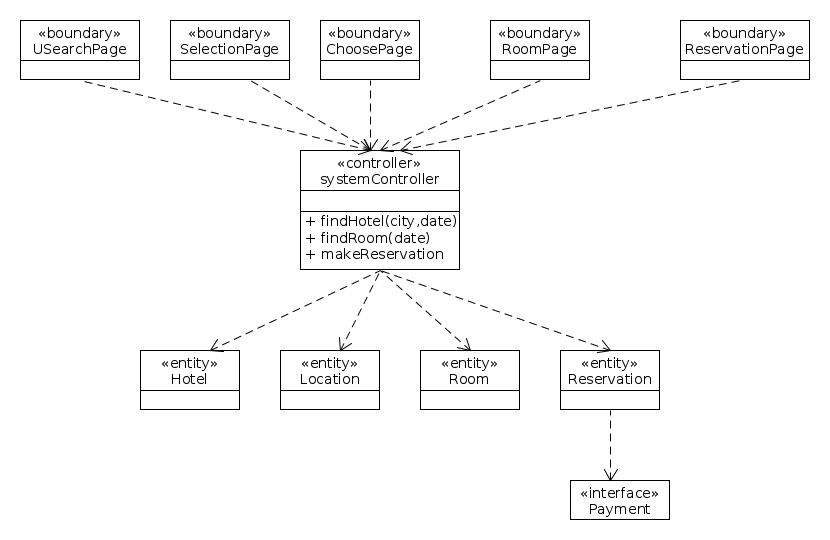 «boundary»
USearchPage
«boundary»
SelectionPage
«boundary»
ChoosePage
«boundary»
RoomPage
«boundary»
ReservationPage
«controller»
systemController
+ findHotel(city,date)
+ findRoom(date)
+ makeReservation
«entity»
Hotel
«entity»
Location
«entity»
Room
«entity»
Reservation
«interface»
Payment